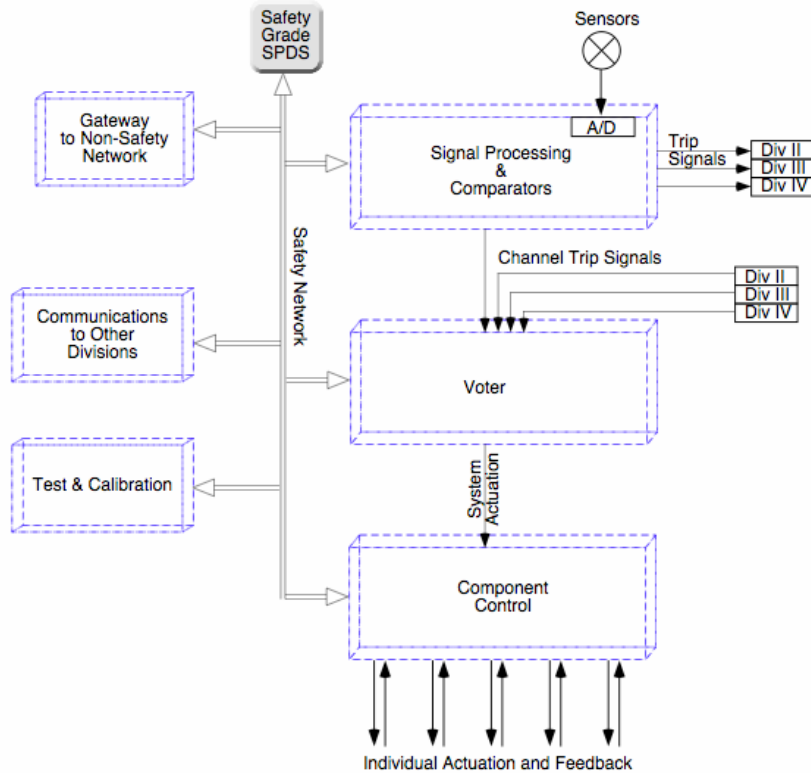 Safety
Grade
SPDS
Sensors
Gateway
to Non-Safety
Network
A/D
Signal Processing
&
Comparators
Trip
Signals
Div II
Div III
Div IV
Safety Network
Channel Trip Signals
Div II
Div III
Div IV
Communications
to Other
Divisions
Voter
Test & Calibration
System
Actuation
Component
Control
Individual Actuation and Feedback